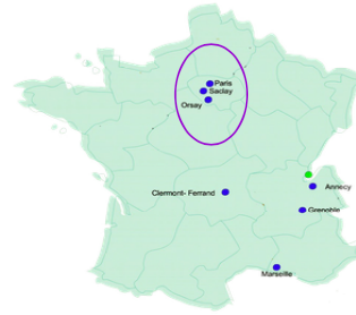 Paris
Saclay
Orsay
Clermont- Ferrand
Annecy
Grenoble
Marseille